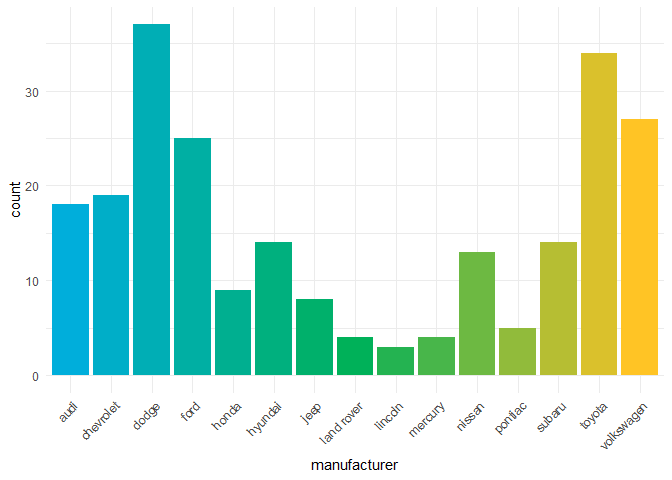 30
20
10
0
count
audi
chevrolet
dodge
ford
honda
hyundai
jeep
land rover
lincoln
mercury
nissan
pontiac
subaru
toyota
volkswagen
manufacturer